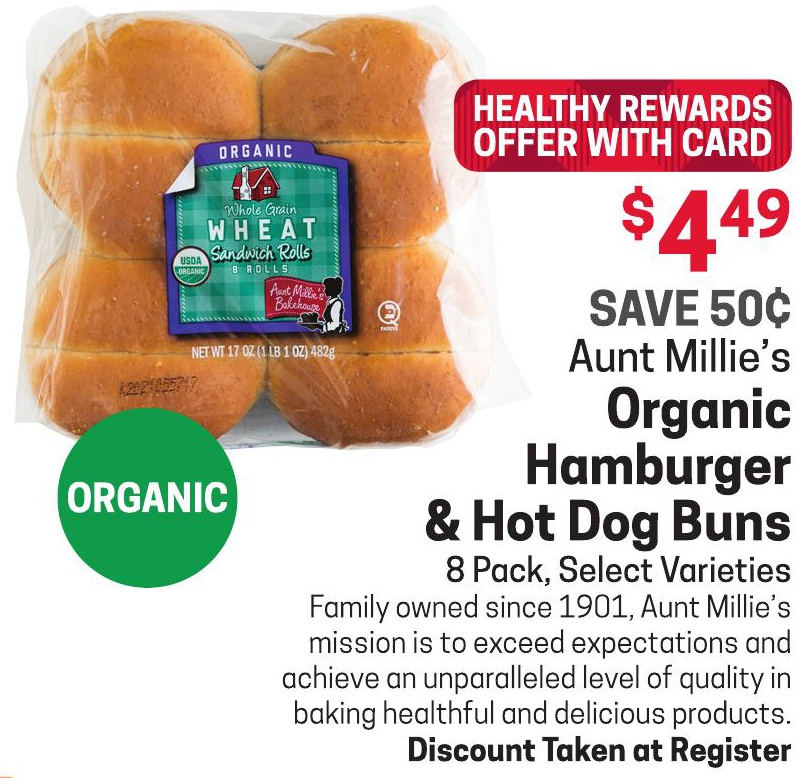 ORGANIC
Whole Grain
WHEAT
Sandwich Rolls
8 ROLLS
USDA
ORGANIC
Aunt Millie's
Bakehouse
PAREVE
NET WT 17 OZ (1 LB 1 OZ) 482g
ORGANIC
HEALTHY REWARDS
OFFER WITH CARD
$4.49
SAVE 50¢
Aunt Millie's
Organic
Hamburger
& Hot Dog Buns
8 Pack, Select Varieties
Family owned since 1901, Aunt Millie's
mission is to exceed expectations and
achieve an unparalleled level of quality in
baking healthful and delicious products.
Discount Taken at Register